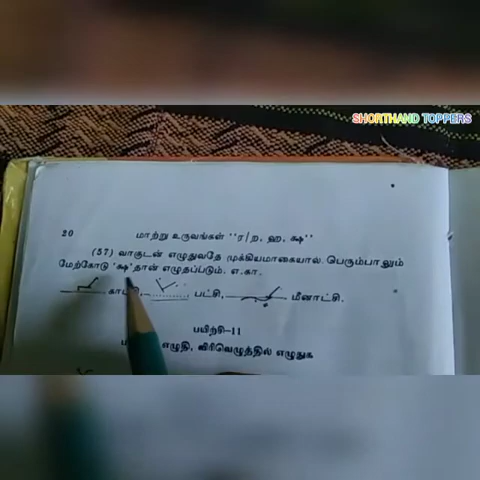 SHORTHAND TOPPERS
20 மாற்று உருவங்கள் "ர/ற, ஹ, க்ஷ"
(57) வாகுடன் எழுதுவதே முக்கியமாகையால் பெரும்பாலும்
மேற்கோடு 'க்ஷ'தான் எழுதப்படும். எ.கா.
பட்சி, மீனாட்சி.
பயிற்சி-11
எழுதி, விரிவெழுத்தில் எழுதுக